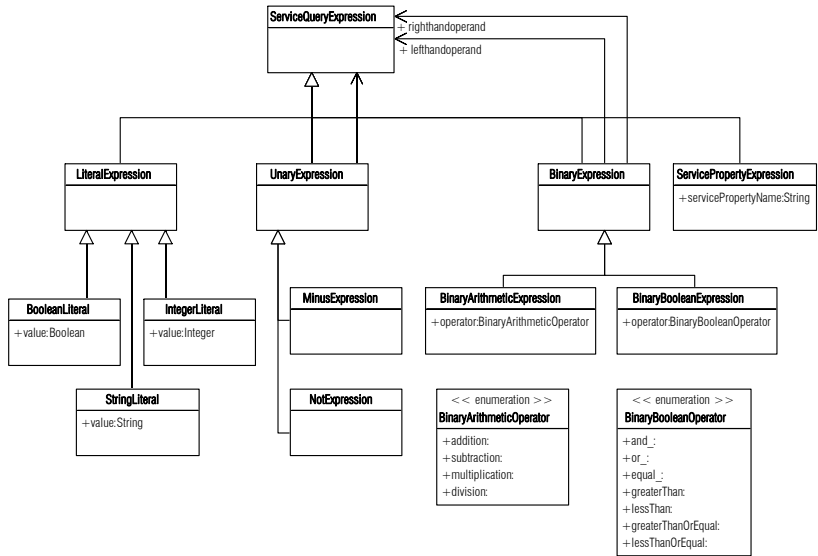 ServiceQueryExpression
+ righthandoperand
+ lefthandoperand
LiteralExpression
UnaryExpression
BinaryExpression
ServicePropertyExpression
+servicePropertyName:String
BooleanLiteral
+value:Boolean
IntegerLiteral
+value:Integer
MinusExpression
BinaryArithmeticExpression
+operator:BinaryArithmeticOperator
BinaryBooleanExpression
+operator:BinaryBooleanOperator
StringLiteral
+value:String
NotExpression
<< enumeration >>
BinaryArithmeticOperator
+addition:
+subtraction:
+multiplication:
+division:
<< enumeration >>
BinaryBooleanOperator
+and_:
+or_:
+equal_:
+greaterThan:
+lessThan:
+greaterThanOrEqual:
+lessThanOrEqual: